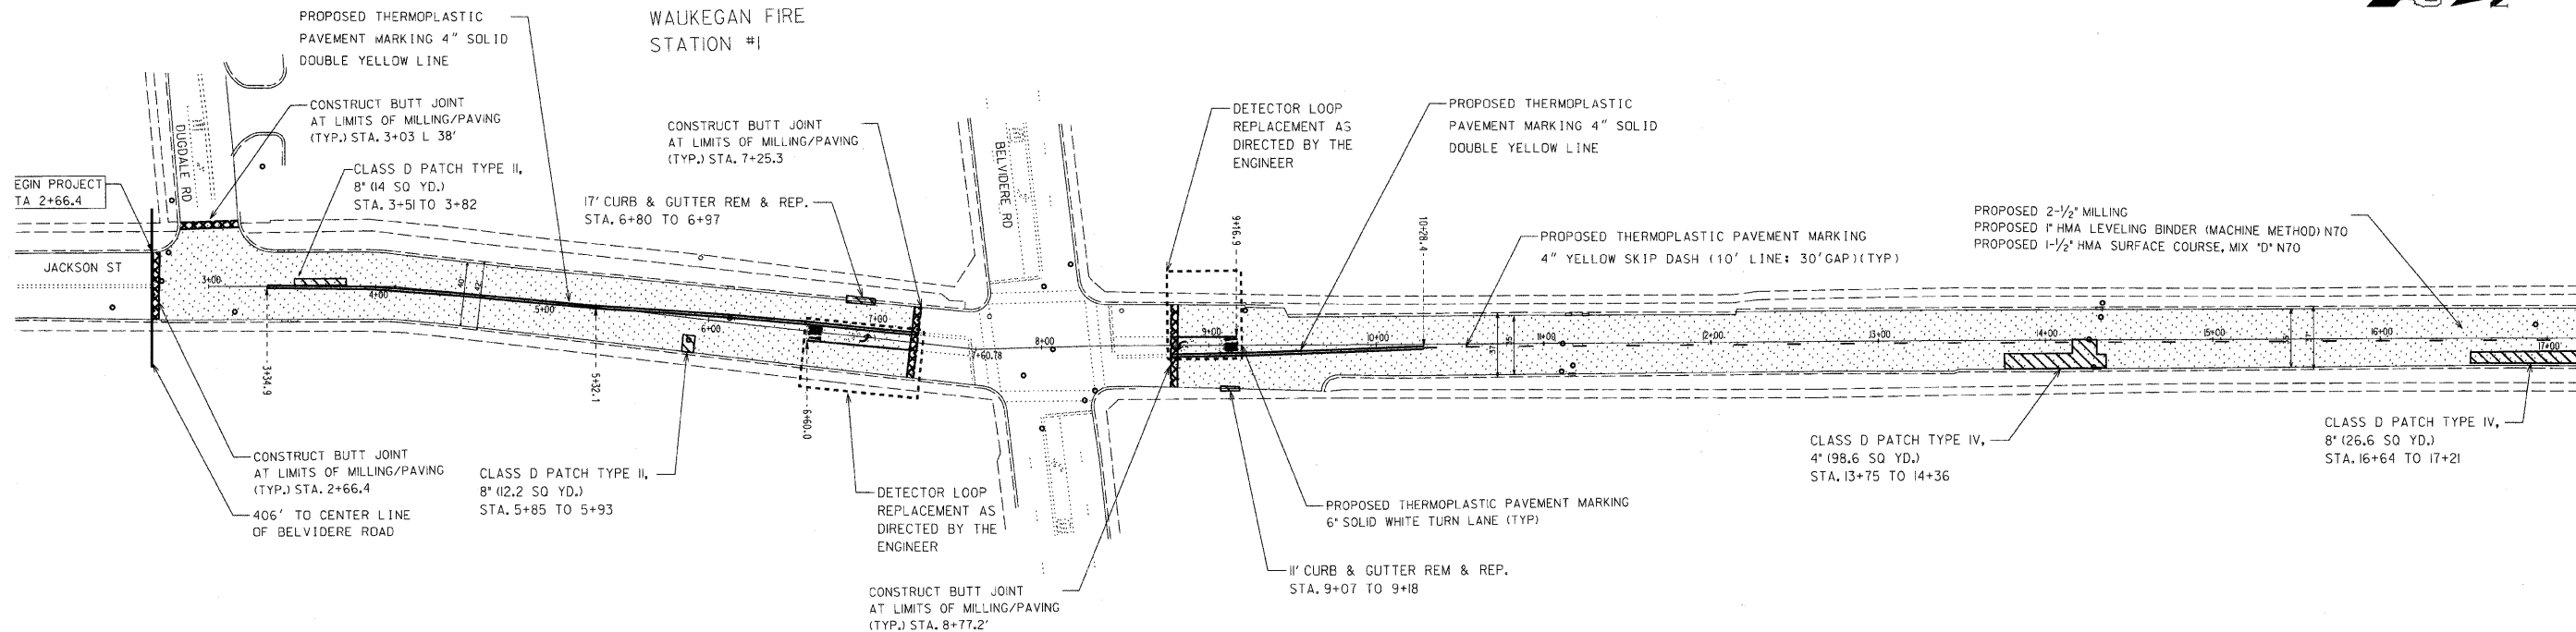 WAUKEGAN FIRE
STATION #1
PROPOSED THERMOPLASTIC
PAVEMENT MARKING 4" SOLID
DOUBLE YELLOW LINE
CONSTRUCT BUTT JOINT
AT LIMITS OF MILLING/PAVING
(TYP.) STA. 3+03 L 38'
CLASS D PATCH TYPE II,
8" (14 SQ YD.)
STA. 3+51 TO 3+82
CONSTRUCT BUTT JOINT
AT LIMITS OF MILLING/PAVING
(TYP.) STA. 7+25.3
17' CURB & GUTTER REM & REP.
STA. 6+80 TO 6+97
DETECTOR LOOP
REPLACEMENT AS
DIRECTED BY THE
ENGINEER
PROPOSED THERMOPLASTIC
PAVEMENT MARKING 4" SOLID
DOUBLE YELLOW LINE
PROPOSED THERMOPLASTIC PAVEMENT MARKING
4" YELLOW SKIP DASH (10' LINE: 30' GAP)(TYP)
PROPOSED 2-1/2" MILLING
PROPOSED 1" HMA LEVELING BINDER (MACHINE METHOD) N70
PROPOSED 1-1/2" HMA SURFACE COURSE, MIX "D" N70
EGIN PROJECT
TA 2+66.4
DUGDALE RD
BELVIDERE RD
JACKSON ST
3+00
4+00
5+00
6+00
7+00
7+60.78
8+00
9+00
10+00
11+00
12+00
13+00
14+00
15+00
16+00
17+00
40'
42'
37'
35'
35'
37'
3+34.9
5+32.1
6+60.0
9+16.9
10+28.4
CONSTRUCT BUTT JOINT
AT LIMITS OF MILLING/PAVING
(TYP.) STA. 2+66.4
406' TO CENTER LINE
OF BELVIDERE ROAD
CLASS D PATCH TYPE II,
8" (12.2 SQ YD.)
STA. 5+85 TO 5+93
DETECTOR LOOP
REPLACEMENT AS
DIRECTED BY THE
ENGINEER
CONSTRUCT BUTT JOINT
AT LIMITS OF MILLING/PAVING
(TYP.) STA. 8+77.2'
PROPOSED THERMOPLASTIC PAVEMENT MARKING
6" SOLID WHITE TURN LANE (TYP)
11' CURB & GUTTER REM & REP.
STA. 9+07 TO 9+18
CLASS D PATCH TYPE IV,
4" (98.6 SQ YD.)
STA. 13+75 TO 14+36
CLASS D PATCH TYPE IV,
8" (26.6 SQ YD.)
STA. 16+64 TO 17+21